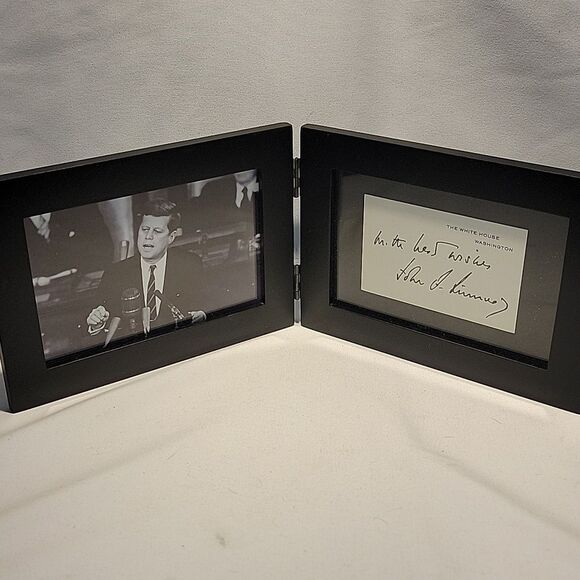 THE WHITE HOUSE
WASHINGTON
With best wishes
John F. Kennedy